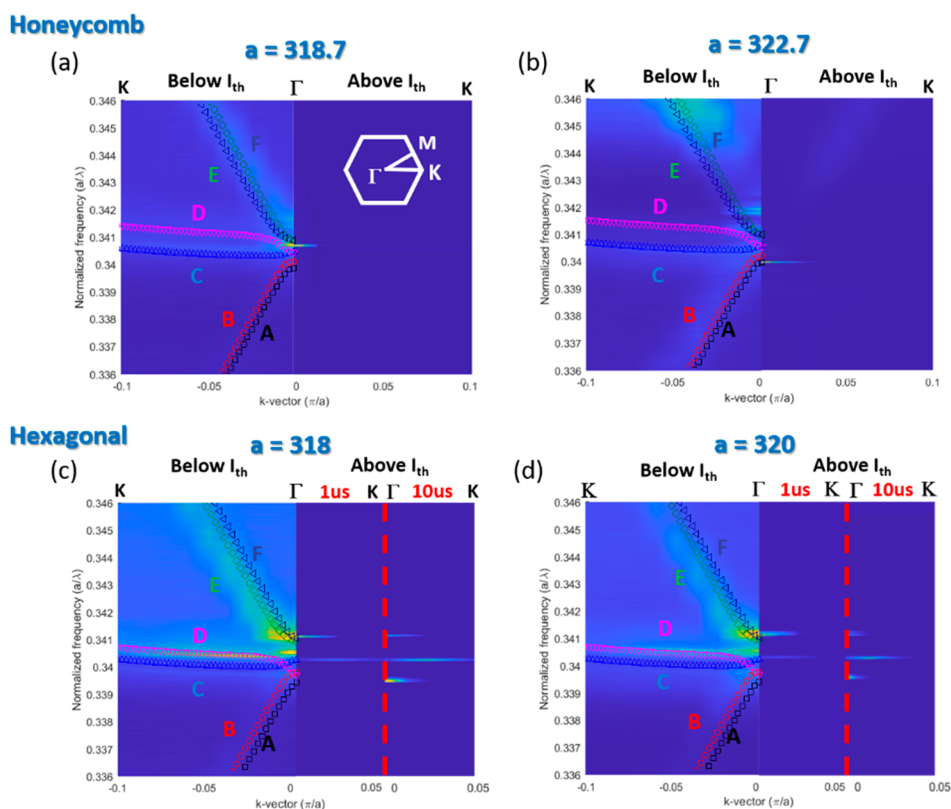 Honeycomb
a = 318.7
a = 322.7
(a)
Below Ith
Above Ith
K
Γ
K
(b)
Below Ith
Above Ith
K
Γ
K
Normalized frequency (a/λ)
0.346
0.345
0.344
0.343
0.342
0.341
0.34
0.339
0.338
0.337
0.336
F
E
D
C
B
A
Γ
M
K
-0.1
-0.05
0
0.05
0.1
k-vector (π/a)
Normalized frequency (a/λ)
0.346
0.345
0.344
0.343
0.342
0.341
0.34
0.339
0.338
0.337
0.336
F
E
D
C
B
A
-0.1
-0.05
0
0.05
0.1
k-vector (π/a)
Hexagonal
a = 318
a = 320
(c)
Below Ith
Above Ith
K
Γ
1us
K
Γ
10us
K
(d)
Below Ith
Above Ith
K
Γ
1us
K
Γ
10us
K
Normalized frequency (a/λ)
0.346
0.345
0.344
0.343
0.342
0.341
0.34
0.339
0.338
0.337
0.336
F
E
D
C
B
A
-0.1
-0.05
0
0.05
0
0.05
k-vector (π/a)
Normalized frequency (a/λ)
0.346
0.345
0.344
0.343
0.342
0.341
0.34
0.339
0.338
0.337
0.336
F
E
D
C
B
A
-0.1
-0.05
0
0.05
0
0.05
k-vector (π/a)